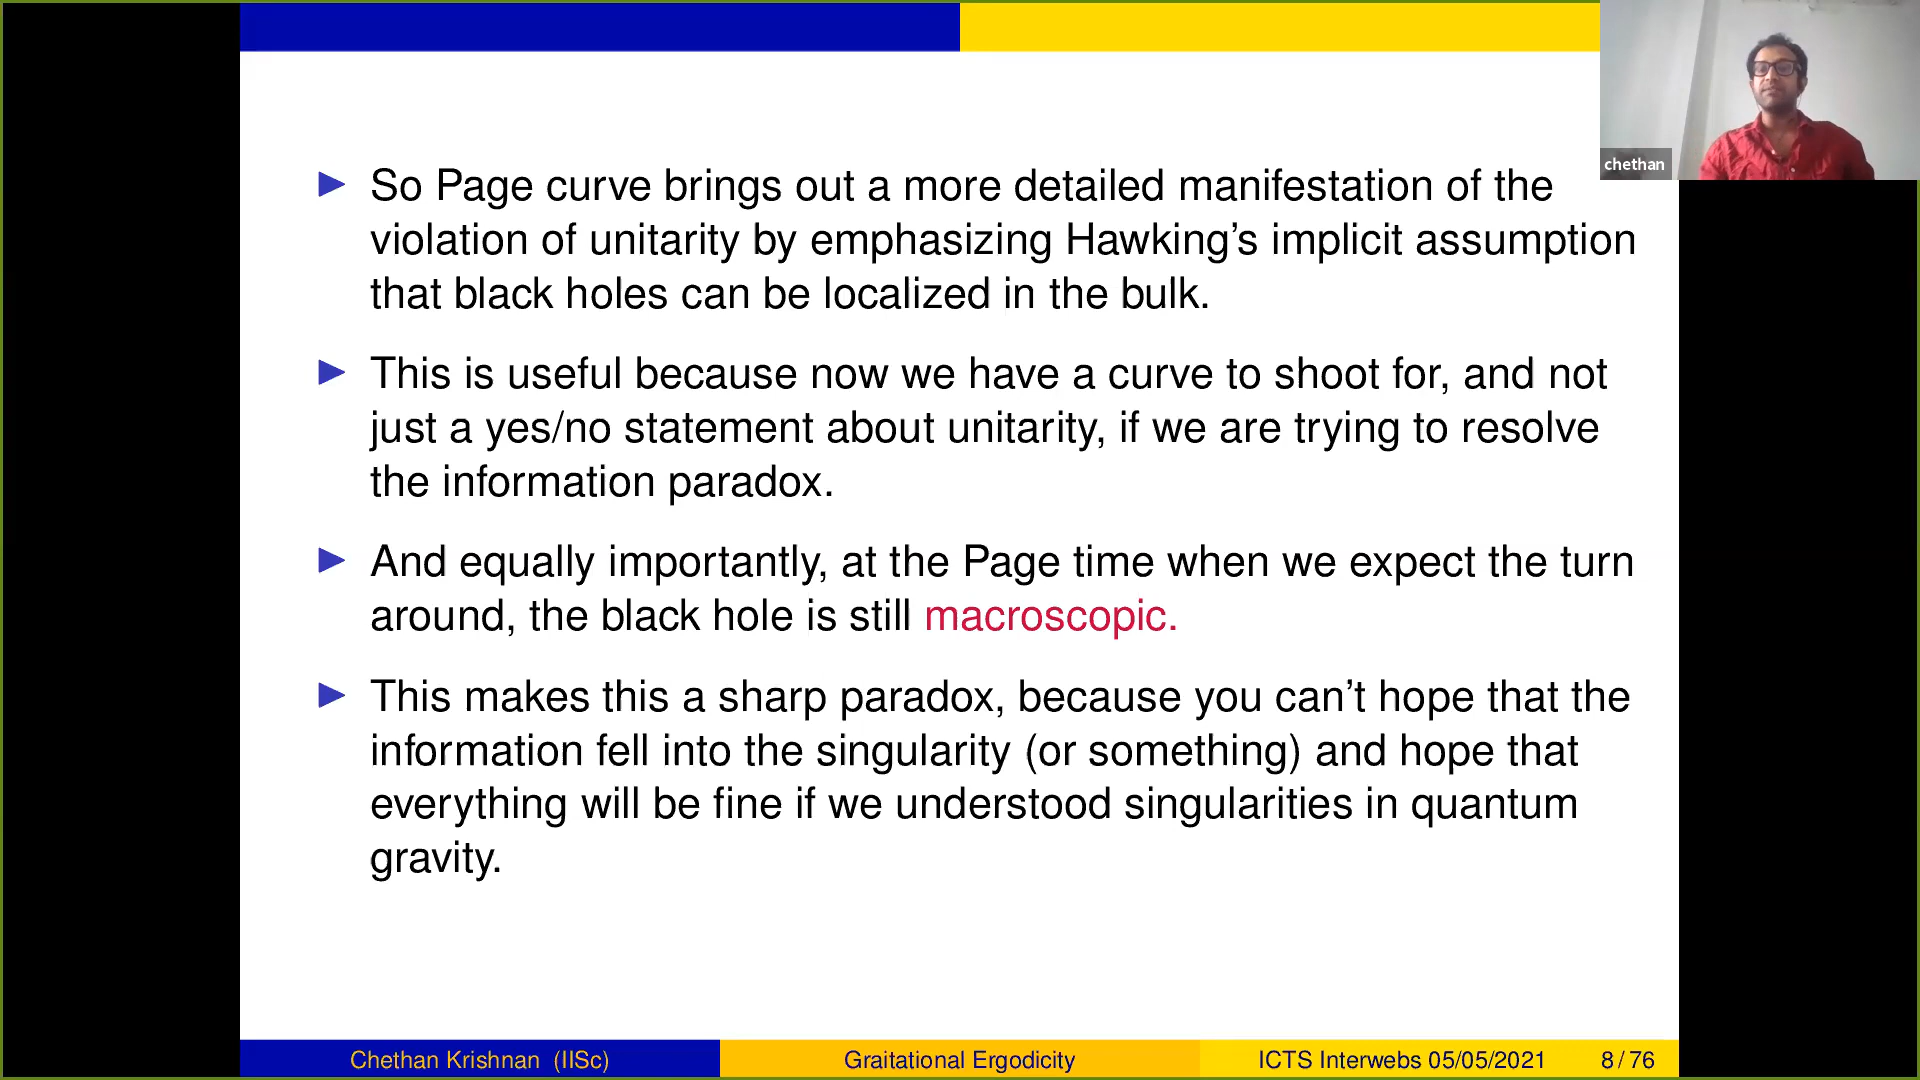 chethan
So Page curve brings out a more detailed manifestation of the
violation of unitarity by emphasizing Hawking's implicit assumption
that black holes can be localized in the bulk.
This is useful because now we have a curve to shoot for, and not
just a yes/no statement about unitarity, if we are trying to resolve
the information paradox.
And equally importantly, at the Page time when we expect the turn
around, the black hole is still macroscopic.
This makes this a sharp paradox, because you can't hope that the
information fell into the singularity (or something) and hope that
everything will be fine if we understood singularities in quantum
gravity.
Chethan Krishnan (IISc) Graitational Ergodicity ICTS Interwebs 05/05/2021 8 / 76